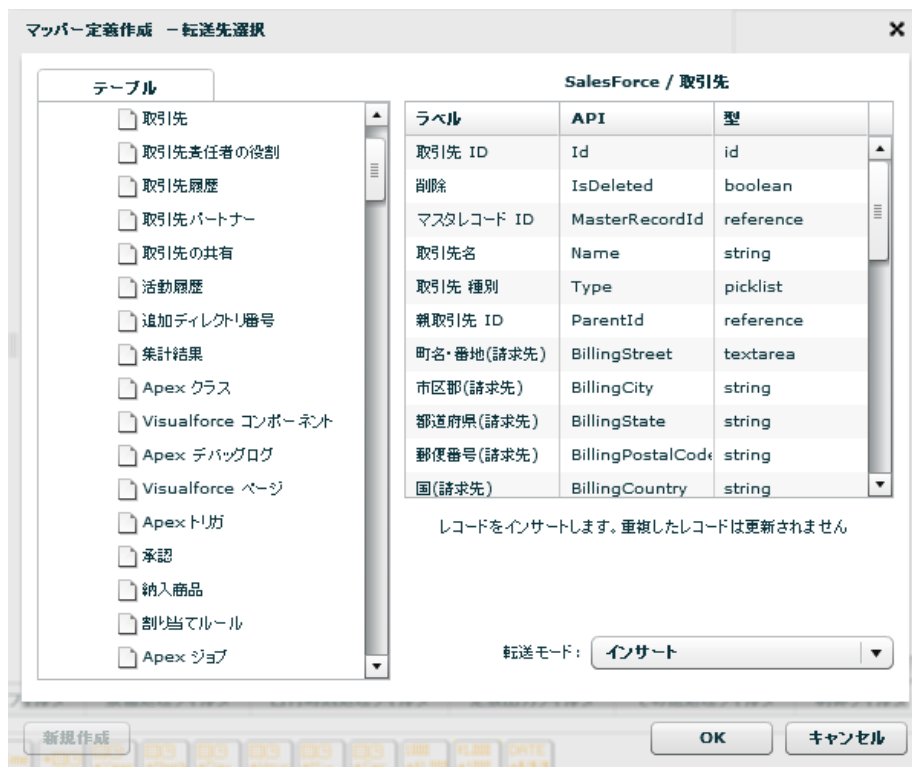 マッパー定義作成 －転送先選択
テーブル
取引先
取引先責任者の役割
取引先履歴
取引先パートナー
取引先の共有
活動履歴
追加ディレクトリ番号
集計結果
Apex クラス
Visualforce コンポーネント
Apex デバッグログ
Visualforce ページ
Apex トリガ
承認
納入商品
割り当てルール
Apex ジョブ
SalesForce / 取引先
ラベル API 型
取引先 ID Id id
削除 IsDeleted boolean
マスタレコード ID MasterRecordId reference
取引先名 Name string
取引先 種別 Type picklist
親取引先 ID ParentId reference
町名・番地(請求先) BillingStreet textarea
市区郡(請求先) BillingCity string
都道府県(請求先) BillingState string
郵便番号(請求先) BillingPostalCode string
国(請求先) BillingCountry string
レコードをインサートします。重複したレコードは更新されません
転送モード： インサート
新規作成 OK キャンセル